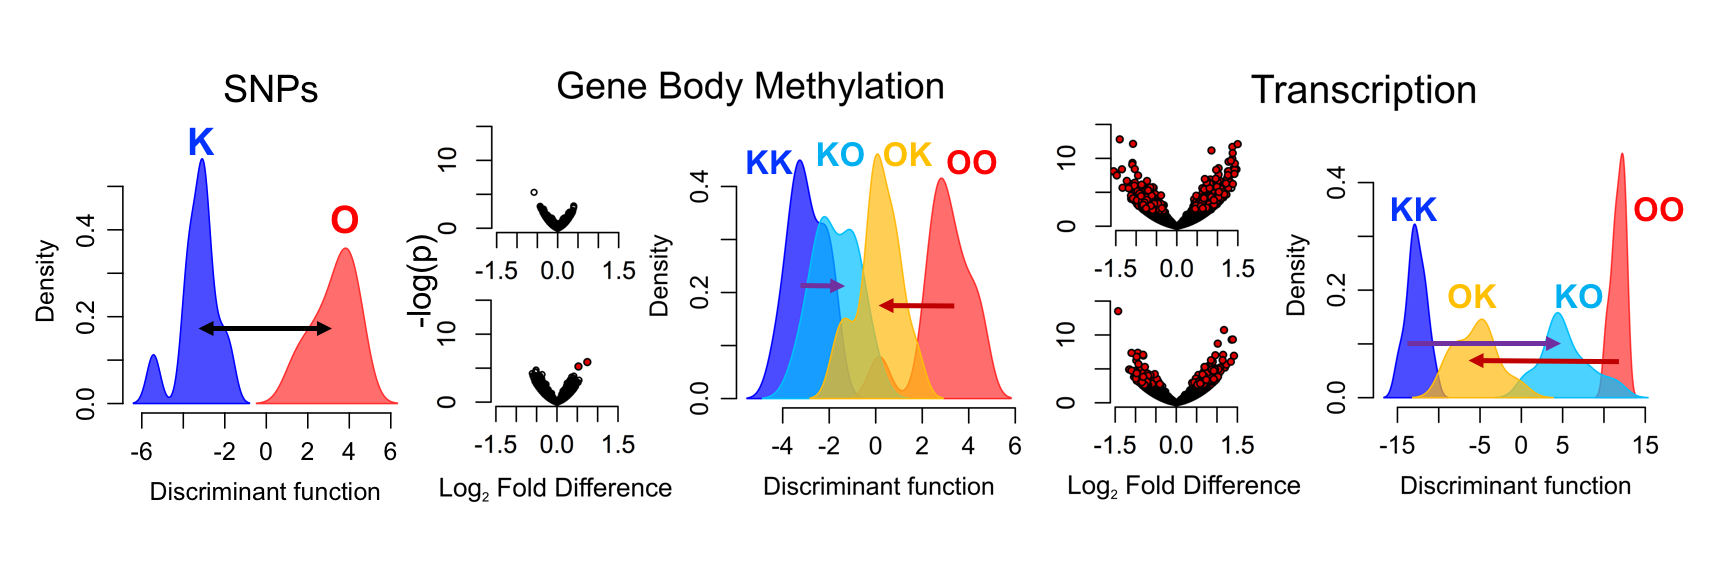 SNPs
K
O
Density
0.0 0.2 0.4
-6 -2 0 2 4 6
Discriminant function
Gene Body Methylation
-log(p)
0 10
-1.5 0.0 1.5
0 10
-1.5 0.0 1.5
Log2 Fold Difference
KK KO OK OO
Density
0.0 0.2 0.4
-4 -2 0 2 4 6
Discriminant function
Transcription
0 10
-1.5 0.0 1.5
0 10
-1.5 0.0 1.5
Log2 Fold Difference
KK
OO
OK
KO
Density
0.0 0.2 0.4
-15 -5 0 5 15
Discriminant function